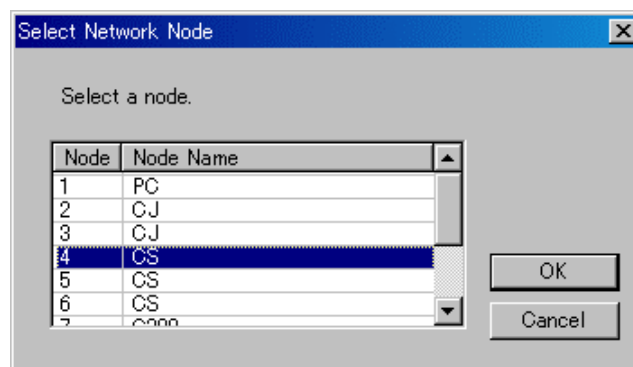 Select Network Node
Select a node.
Node Node Name
1 PC
2 CJ
3 CJ
4 CS
5 CS
6 CS
OK
Cancel